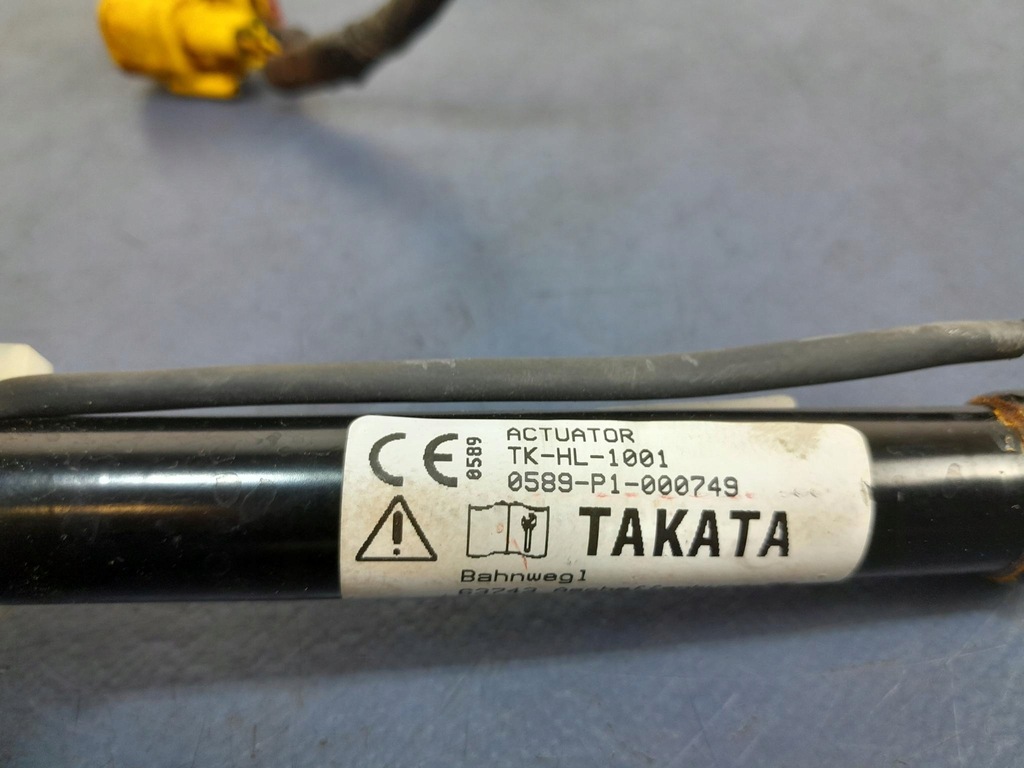 CE 0589
ACTUATOR
TK-HL-1001
0589-P1-000749
TAKATA
Bahnweg1